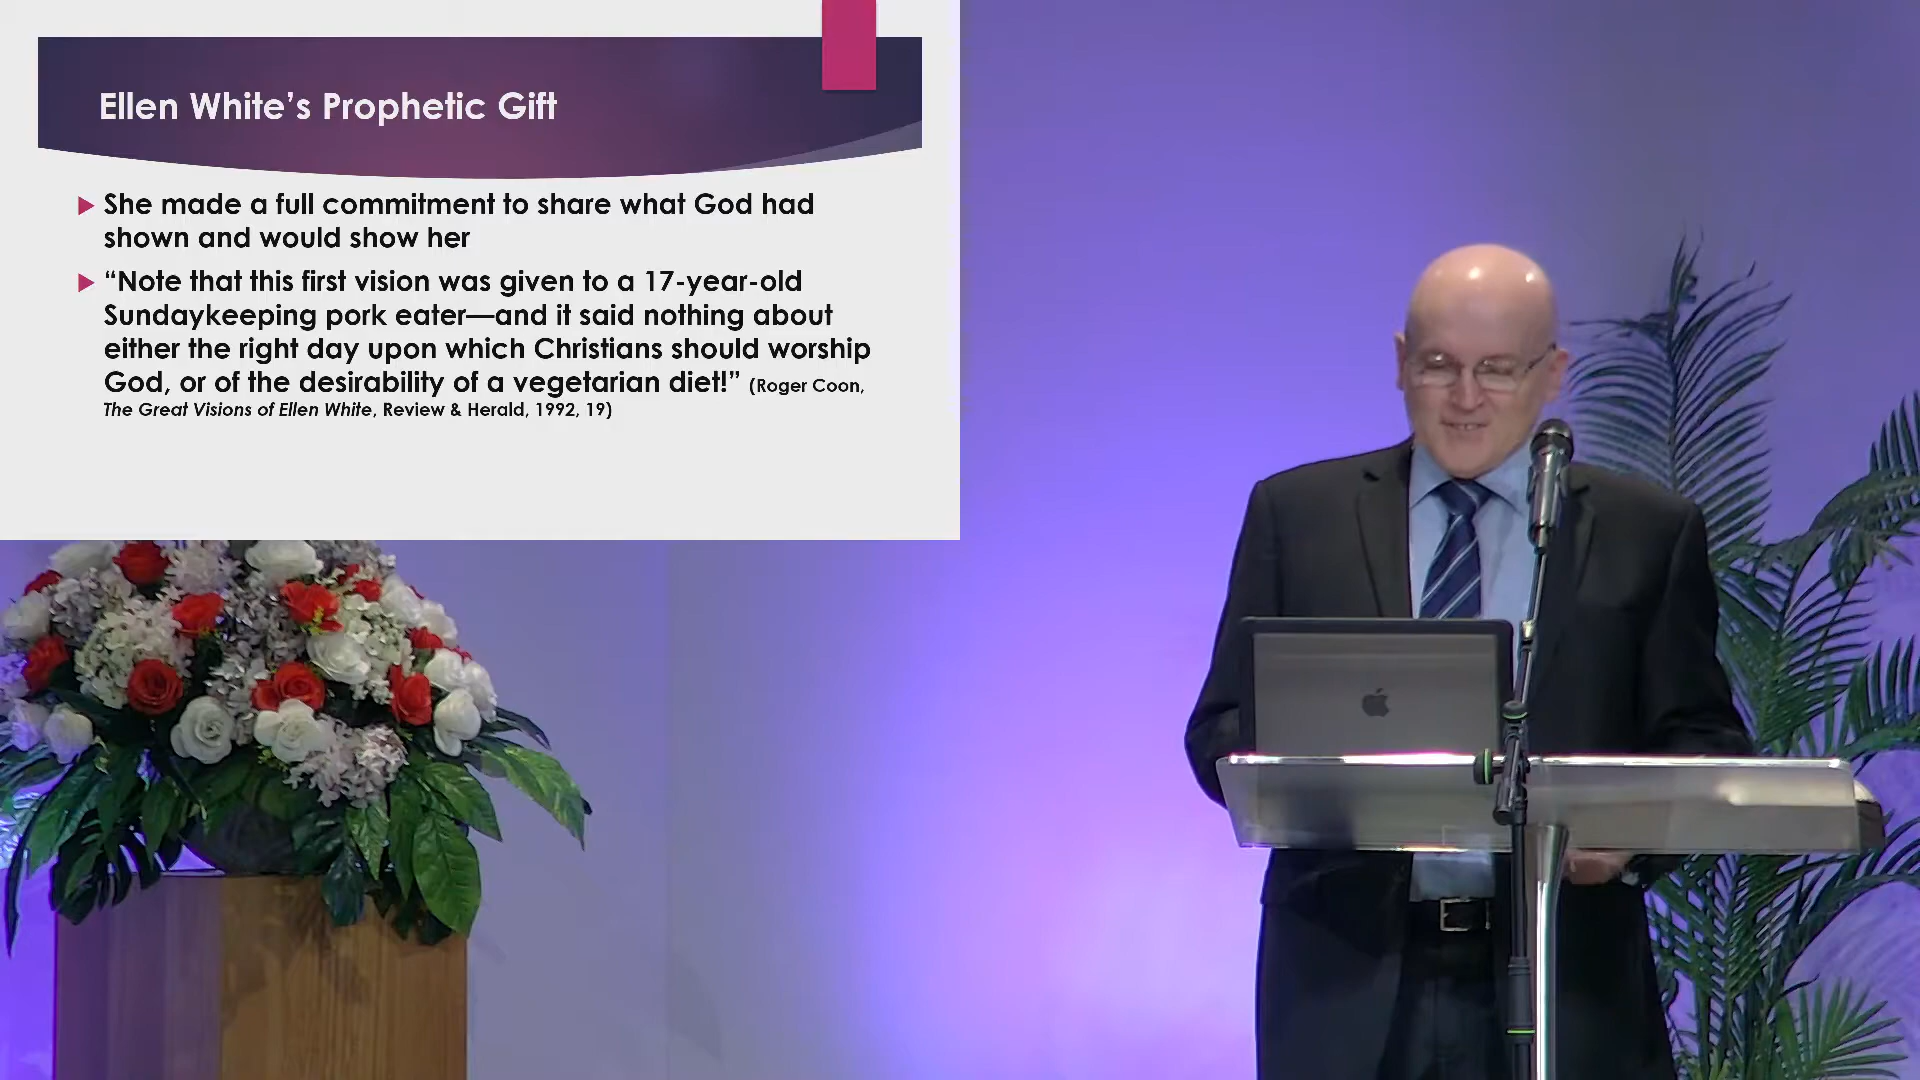 Ellen White’s Prophetic Gift
She made a full commitment to share what God had
shown and would show her
“Note that this first vision was given to a 17-year-old
Sundaykeeping pork eater—and it said nothing about
either the right day upon which Christians should worship
God, or of the desirability of a vegetarian diet!” (Roger Coon,
The Great Visions of Ellen White, Review & Herald, 1992, 19)